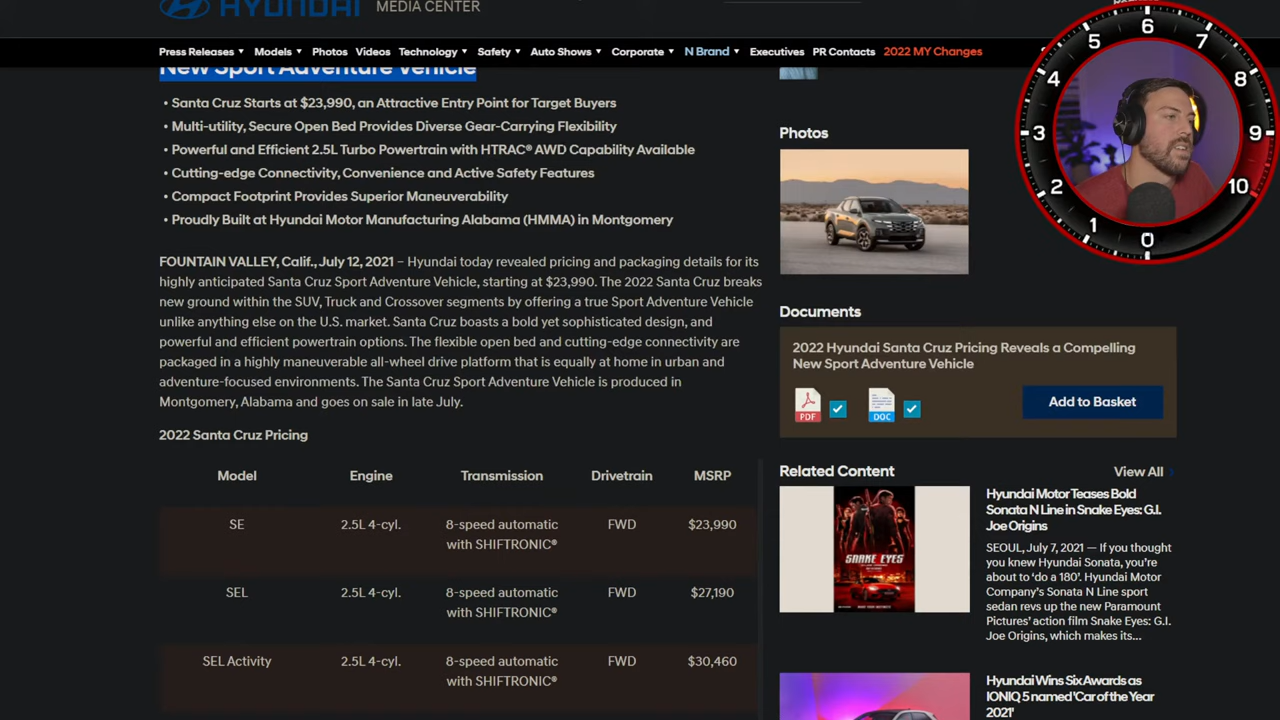 HYUNDAI
MEDIA CENTER
Press Releases
Models
Photos
Videos
Technology
Safety
Auto Shows
Corporate
N Brand
Executives
PR Contacts
2022 MY Changes
New Sport Adventure Vehicle
• Santa Cruz Starts at $23,990, an Attractive Entry Point for Target Buyers
• Multi-utility, Secure Open Bed Provides Diverse Gear-Carrying Flexibility
• Powerful and Efficient 2.5L Turbo Powertrain with HTRAC® AWD Capability Available
• Cutting-edge Connectivity, Convenience and Active Safety Features
• Compact Footprint Provides Superior Maneuverability
• Proudly Built at Hyundai Motor Manufacturing Alabama (HMMA) in Montgomery
FOUNTAIN VALLEY, Calif., July 12, 2021 – Hyundai today revealed pricing and packaging details for its
highly anticipated Santa Cruz Sport Adventure Vehicle, starting at $23,990. The 2022 Santa Cruz breaks
new ground within the SUV, Truck and Crossover segments by offering a true Sport Adventure Vehicle
unlike anything else on the U.S. market. Santa Cruz boasts a bold yet sophisticated design, and
powerful and efficient powertrain options. The flexible open bed and cutting-edge connectivity are
packaged in a highly maneuverable all-wheel drive platform that is equally at home in urban and
adventure-focused environments. The Santa Cruz Sport Adventure Vehicle is produced in
Montgomery, Alabama and goes on sale in late July.
2022 Santa Cruz Pricing
Model Engine Transmission Drivetrain MSRP
SE 2.5L 4-cyl. 8-speed automatic FWD $23,990
with SHIFTRONIC®
SEL 2.5L 4-cyl. 8-speed automatic FWD $27,190
with SHIFTRONIC®
SEL Activity 2.5L 4-cyl. 8-speed automatic FWD $30,460
with SHIFTRONIC®
Photos
Documents
2022 Hyundai Santa Cruz Pricing Reveals a Compelling
New Sport Adventure Vehicle
PDF
DOC
Add to Basket
Related Content
View All
SNAKE EYES
Hyundai Motor Teases Bold
Sonata N Line in Snake Eyes: G.I.
Joe Origins
SEOUL, July 7, 2021 — If you thought
you knew Hyundai Sonata, you're
about to 'do a 180'. Hyundai Motor
Company's Sonata N Line sport
sedan revs up the new Paramount
Pictures' action film Snake Eyes: G.I.
Joe Origins, which makes its...
Hyundai Wins Six Awards as
IONIQ 5 named 'Car of the Year
2021'
0
1
2
3
4
5
6
7
8
9
10